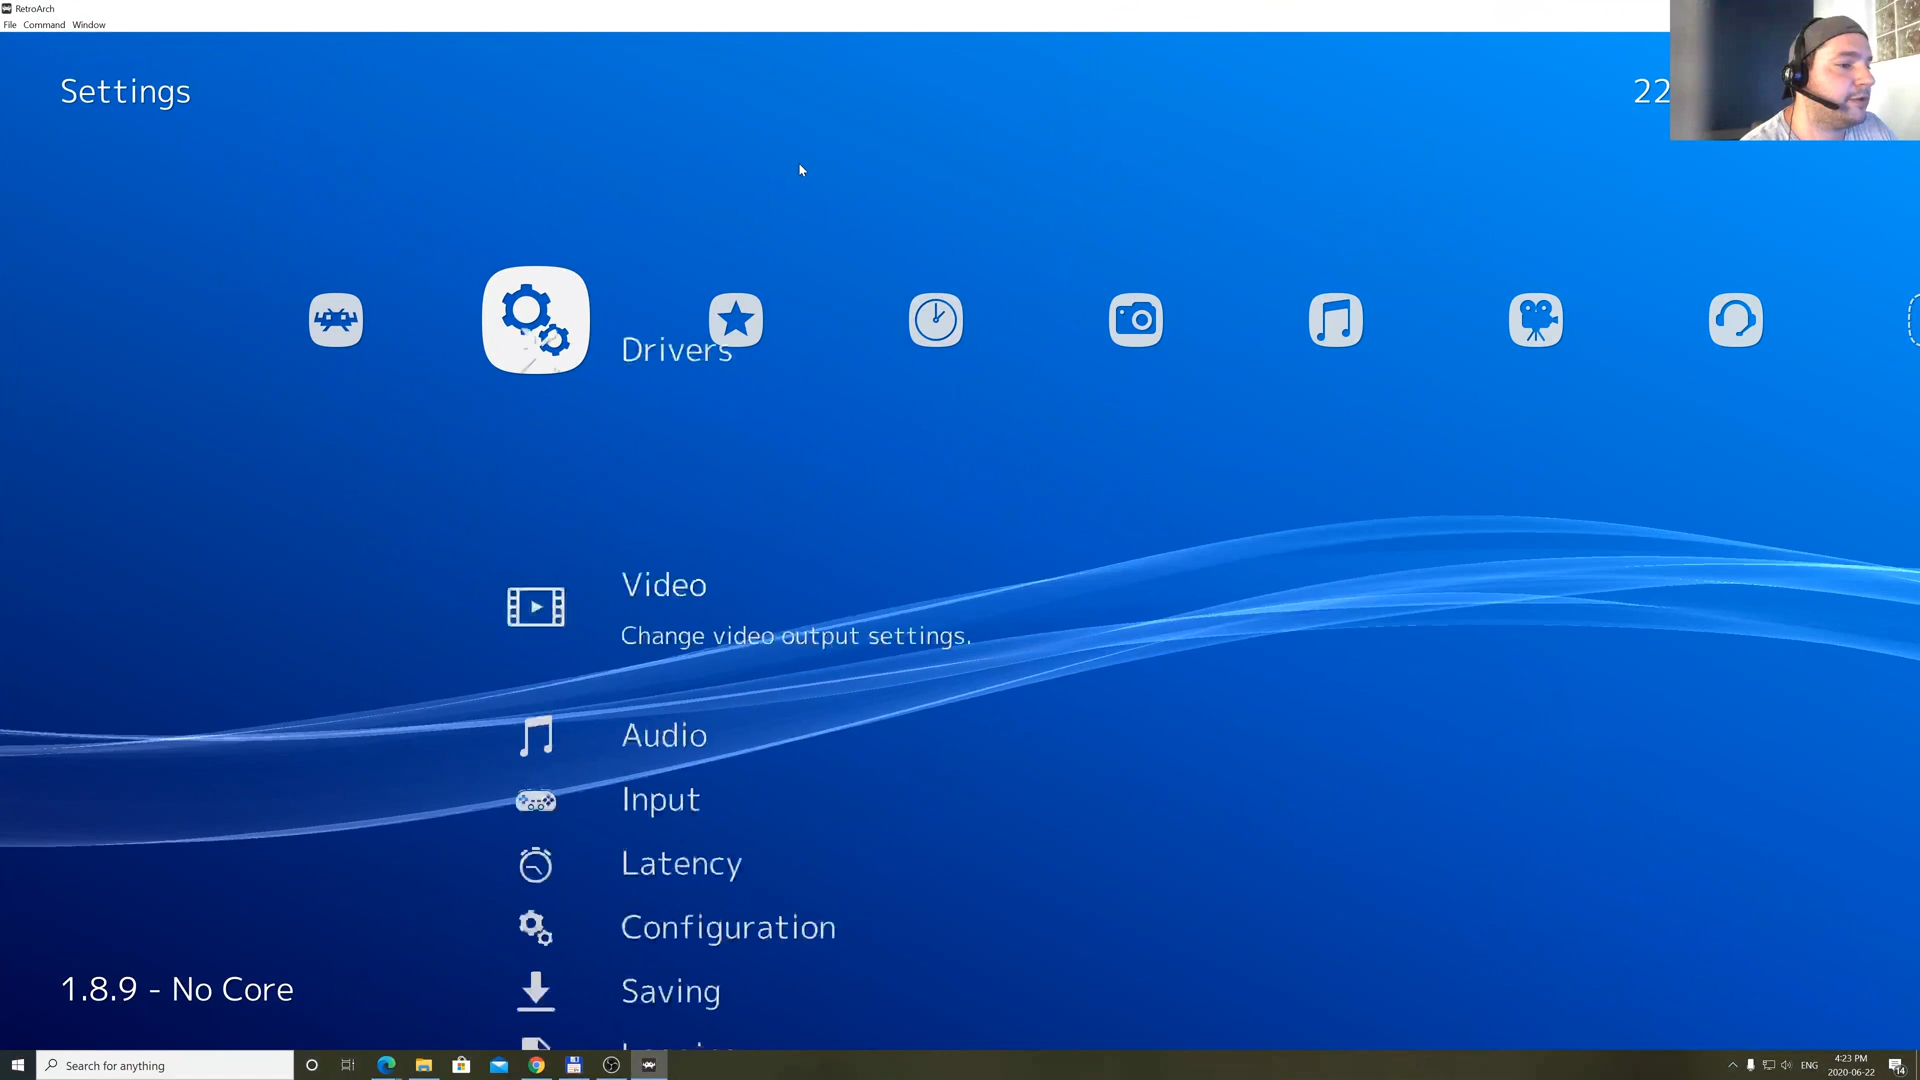 RetroArch
File Command Window
Settings
22
Drivers
Video
Change video output settings.
Audio
Input
Latency
Configuration
Saving
1.8.9 - No Core
Search for anything
ENG
4:23 PM
2020-06-22
14